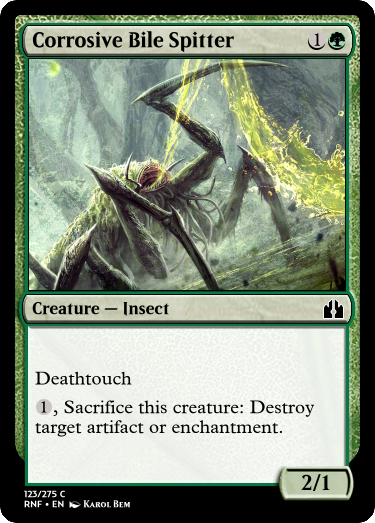 Corrosive Bile Spitter 1
Creature — Insect
Deathtouch
1, Sacrifice this creature: Destroy
target artifact or enchantment.
2/1
123/275 C
RNF • EN Karol Bem